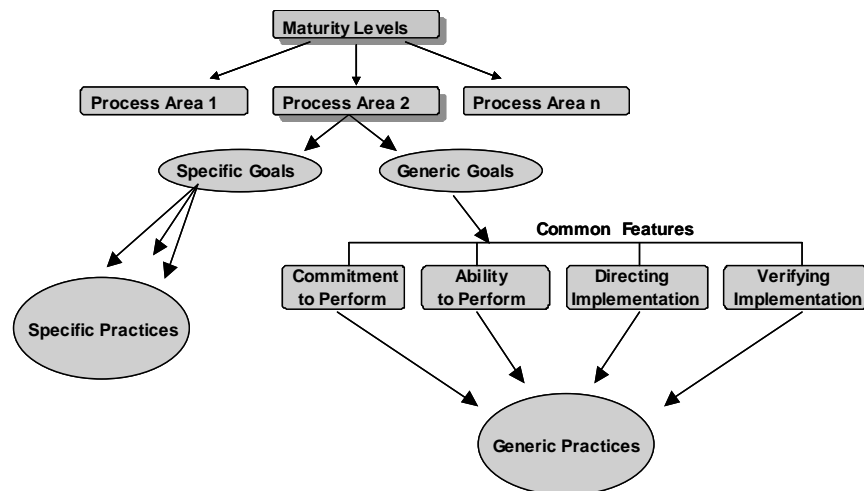 Maturity Levels
Process Area 1
Process Area 2
Process Area n
Specific Goals
Generic Goals
Common Features
Commitment
to Perform
Ability
to Perform
Directing
Implementation
Verifying
Implementation
Specific Practices
Generic Practices